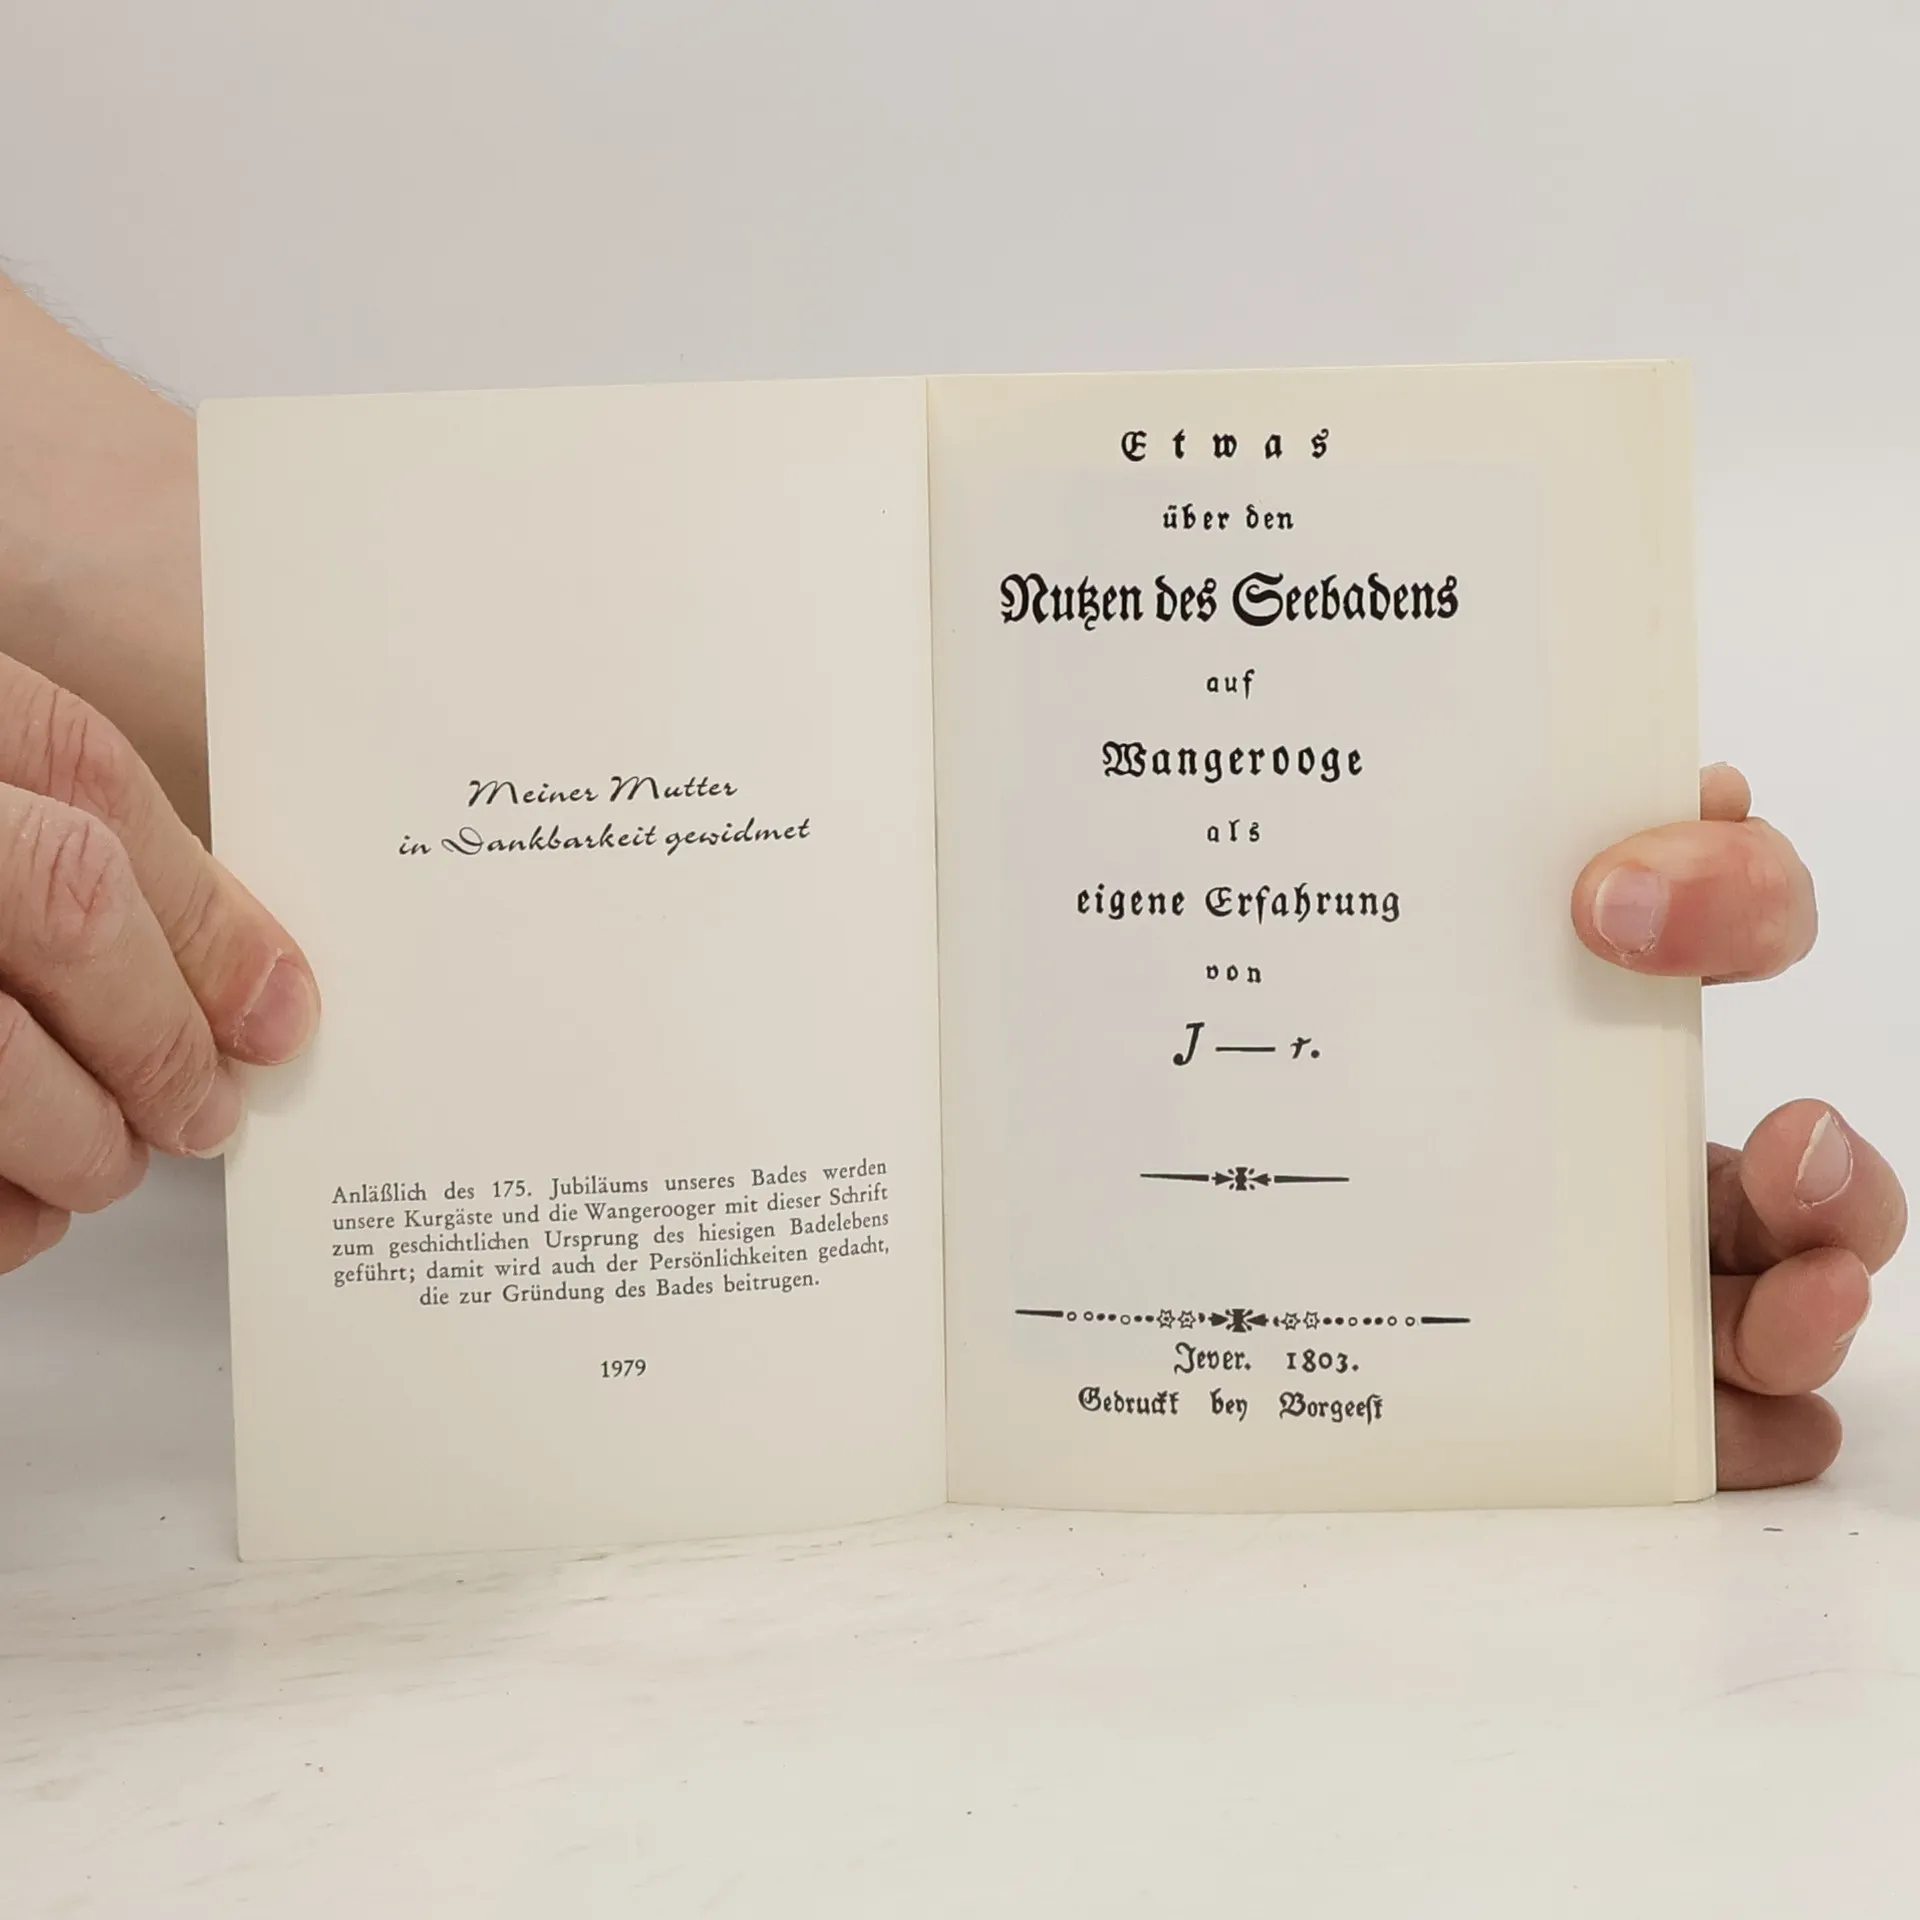 Meiner Mutter
in Dankbarkeit gewidmet
Anläßlich des 175. Jubiläums unseres Bades werden
unsere Kurgäste und die Wangerooger mit dieser Schrift
zum geschichtlichen Ursprung des hiesigen Badelebens
geführt; damit wird auch der Persönlichkeiten gedacht,
die zur Gründung des Bades beitrugen.
1979
Etwas
über den
Nutzen des Seebadens
auf
Wangerooge
als
eigene Erfahrung
von
J — r.
Jever. 1803.
Gedruckt bey Borgeest